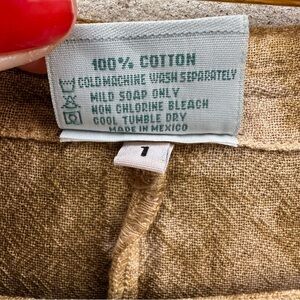 100% COTTON
COLD MACHINE WASH SEPARATELY
MILD SOAP ONLY
NON CHLORINE BLEACH
COOL TUMBLE DRY
MADE IN MEXICO
1